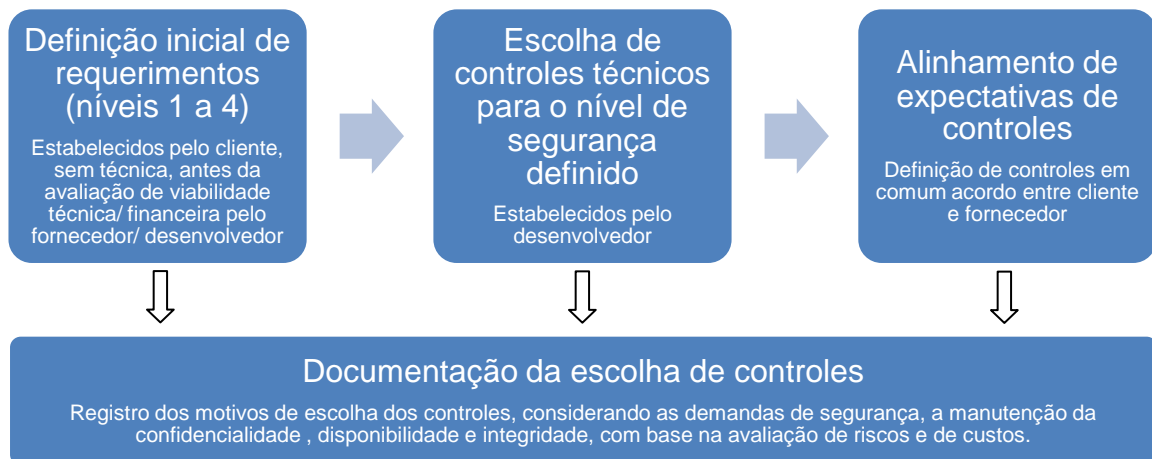 Definição inicial de
requerimentos
(níveis 1 a 4)
Estabelecidos pelo cliente,
sem técnica, antes da
avaliação de viabilidade
técnica/ financeira pelo
fornecedor/ desenvolvedor
Escolha de
controles técnicos
para o nível de
segurança
definido
Estabelecidos pelo
desenvolvedor
Alinhamento de
expectativas de
controles
Definição de controles em
comum acordo entre cliente
e fornecedor
Documentação da escolha de controles
Registro dos motivos de escolha dos controles, considerando as demandas de segurança, a manutenção da
confidencialidade , disponibilidade e integridade, com base na avaliação de riscos e de custos.